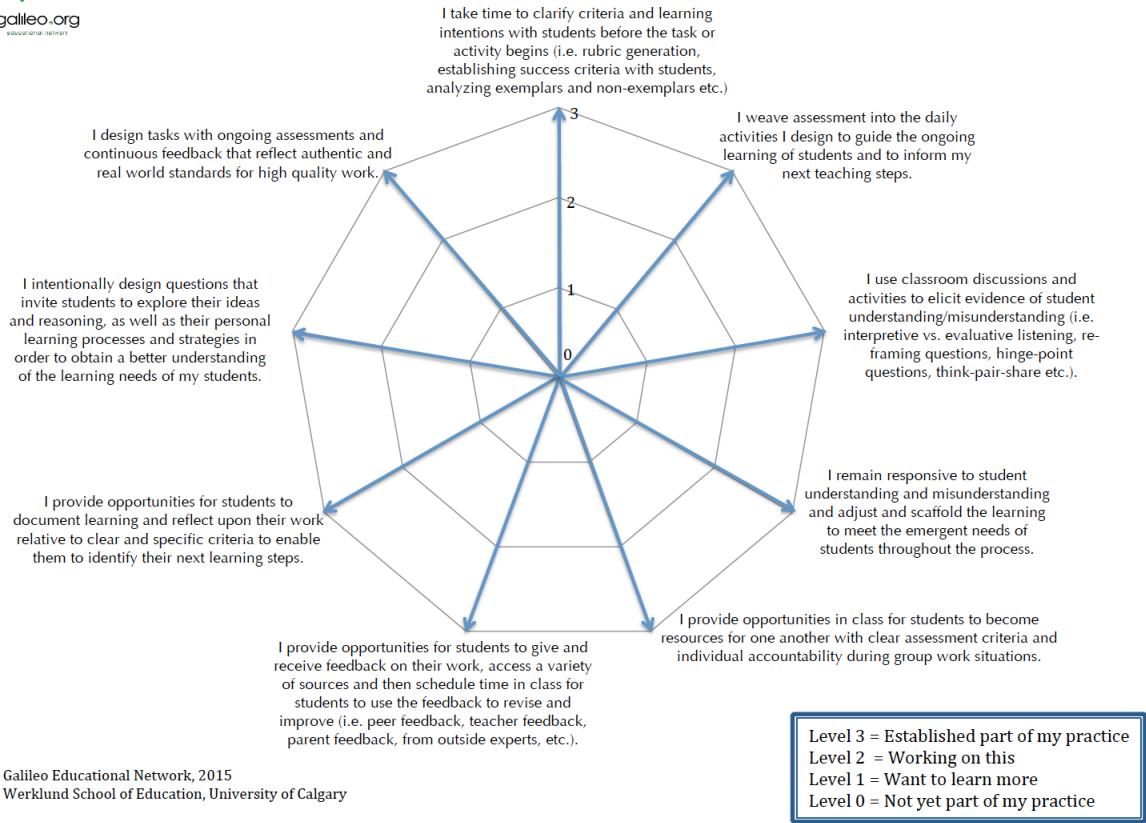 galileo.org
educational network
I take time to clarify criteria and learning
intentions with students before the task or
activity begins (i.e. rubric generation,
establishing success criteria with students,
analyzing exemplars and non-exemplars etc.)
I weave assessment into the daily
activities I design to guide the ongoing
learning of students and to inform my
next teaching steps.
I use classroom discussions and
activities to elicit evidence of student
understanding/misunderstanding (i.e.
interpretive vs. evaluative listening, re-
framing questions, hinge-point
questions, think-pair-share etc.).
I remain responsive to student
understanding and misunderstanding
and adjust and scaffold the learning
to meet the emergent needs of
students throughout the process.
I provide opportunities in class for students to become
resources for one another with clear assessment criteria and
individual accountability during group work situations.
I provide opportunities for students to give and
receive feedback on their work, access a variety
of sources and then schedule time in class for
students to use the feedback to revise and
improve (i.e. peer feedback, teacher feedback,
parent feedback, from outside experts, etc.).
I provide opportunities for students to
document learning and reflect upon their work
relative to clear and specific criteria to enable
them to identify their next learning steps.
I intentionally design questions that
invite students to explore their ideas
and reasoning, as well as their personal
learning processes and strategies in
order to obtain a better understanding
of the learning needs of my students.
I design tasks with ongoing assessments and
continuous feedback that reflect authentic and
real world standards for high quality work.
3
2
1
0
Level 3 = Established part of my practice
Level 2 = Working on this
Level 1 = Want to learn more
Level 0 = Not yet part of my practice
Galileo Educational Network, 2015
Werklund School of Education, University of Calgary